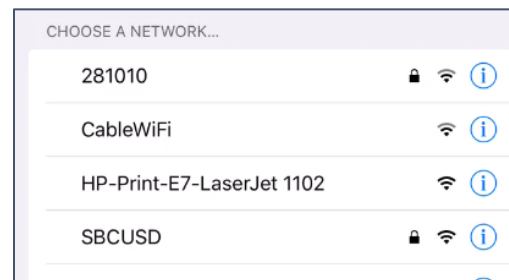 CHOOSE A NETWORK...
281010
CableWiFi
HP-Print-E7-LaserJet 1102
SBCUSD